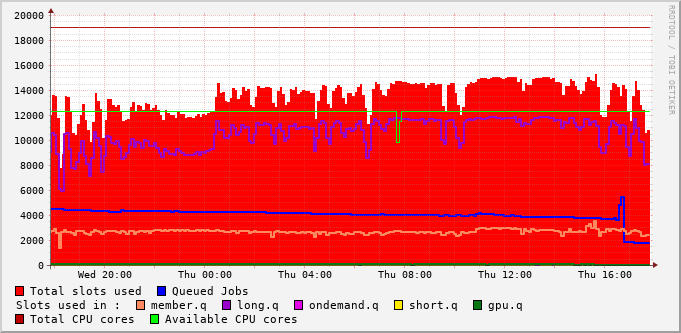 RRDTOOL / TOBI OETIKER
20000
18000
16000
14000
12000
10000
8000
6000
4000
2000
0
Wed 20:00 Thu 00:00 Thu 04:00 Thu 08:00 Thu 12:00 Thu 16:00
Total slots used Queued Jobs
Slots used in : member.q long.q ondemand.q short.q gpu.q
Total CPU cores Available CPU cores